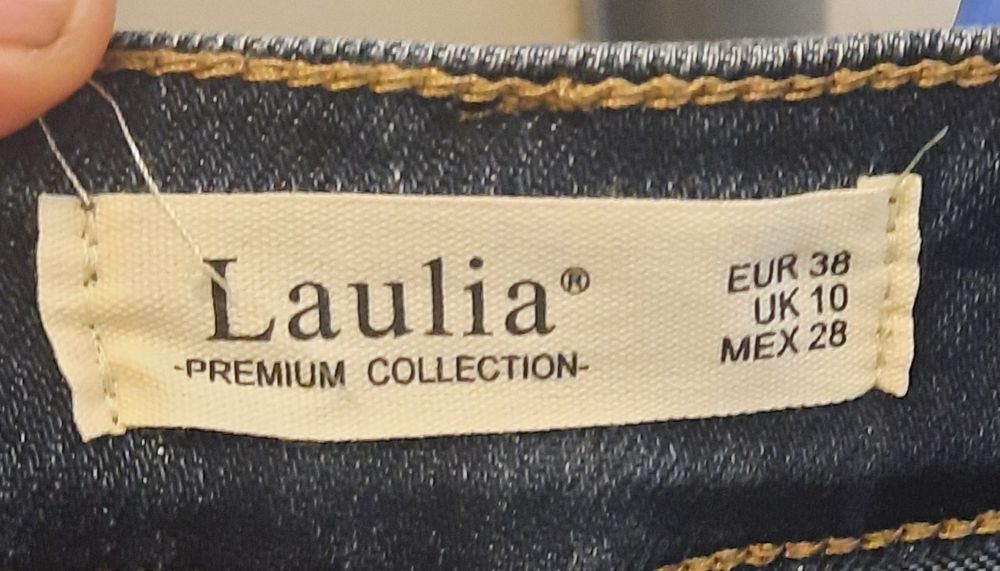 Laulia®
-PREMIUM COLLECTION-
EUR 38
UK 10
MEX 28